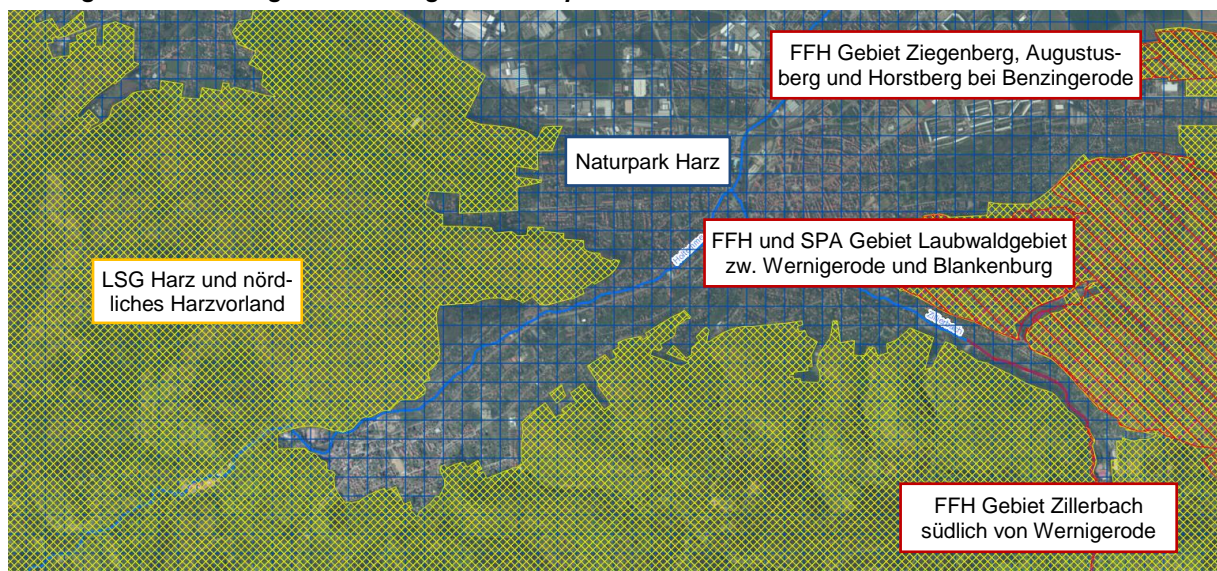 FFH Gebiet Ziegenberg, Augustus-
berg und Horstberg bei Benzingerode
Naturpark Harz
FFH und SPA Gebiet Laubwaldgebiet
zw. Wernigerode und Blankenburg
LSG Harz und nörd-
liches Harzvorland
FFH Gebiet Zillerbach
südlich von Wernigerode